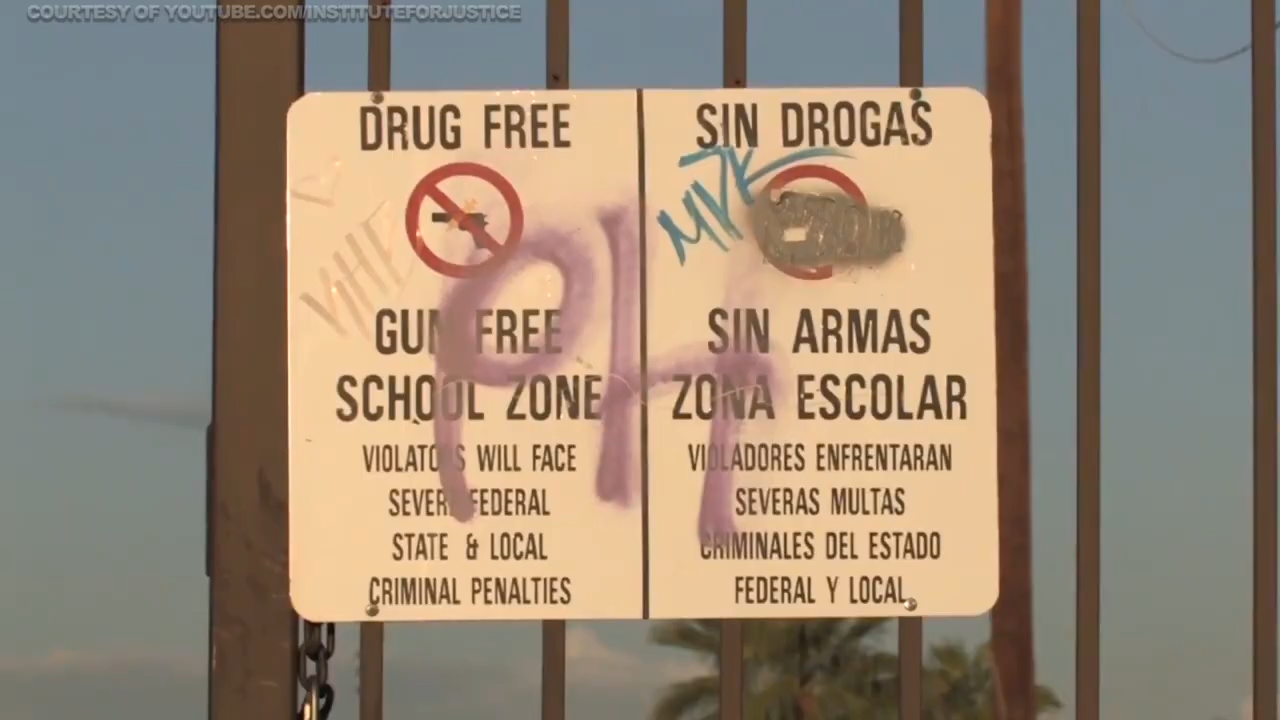 COURTESY OF YOUTUBE.COM/INSTITUTEFORJUSTICE
DRUG FREE
GUN FREE
SCHOOL ZONE
VIOLATORS WILL FACE
SEVERE FEDERAL
STATE & LOCAL
CRIMINAL PENALTIES
SIN DROGAS
SIN ARMAS
ZONA ESCOLAR
VIOLADORES ENFRENTARAN
SEVERAS MULTAS
CRIMINALES DEL ESTADO
FEDERAL Y LOCAL